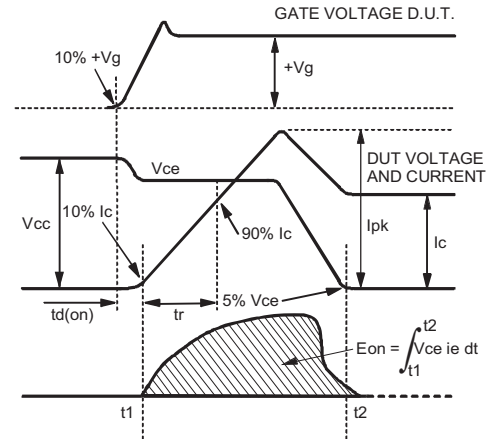 GATE VOLTAGE D.U.T.
10% +Vg
+Vg
Vce
DUT VOLTAGE
AND CURRENT
Vcc
10% Ic
Ipk
90% Ic
Ic
td(on)
tr
5% Vce
t2
Eon = ∫ Vce ie dt
t1
t1
t2